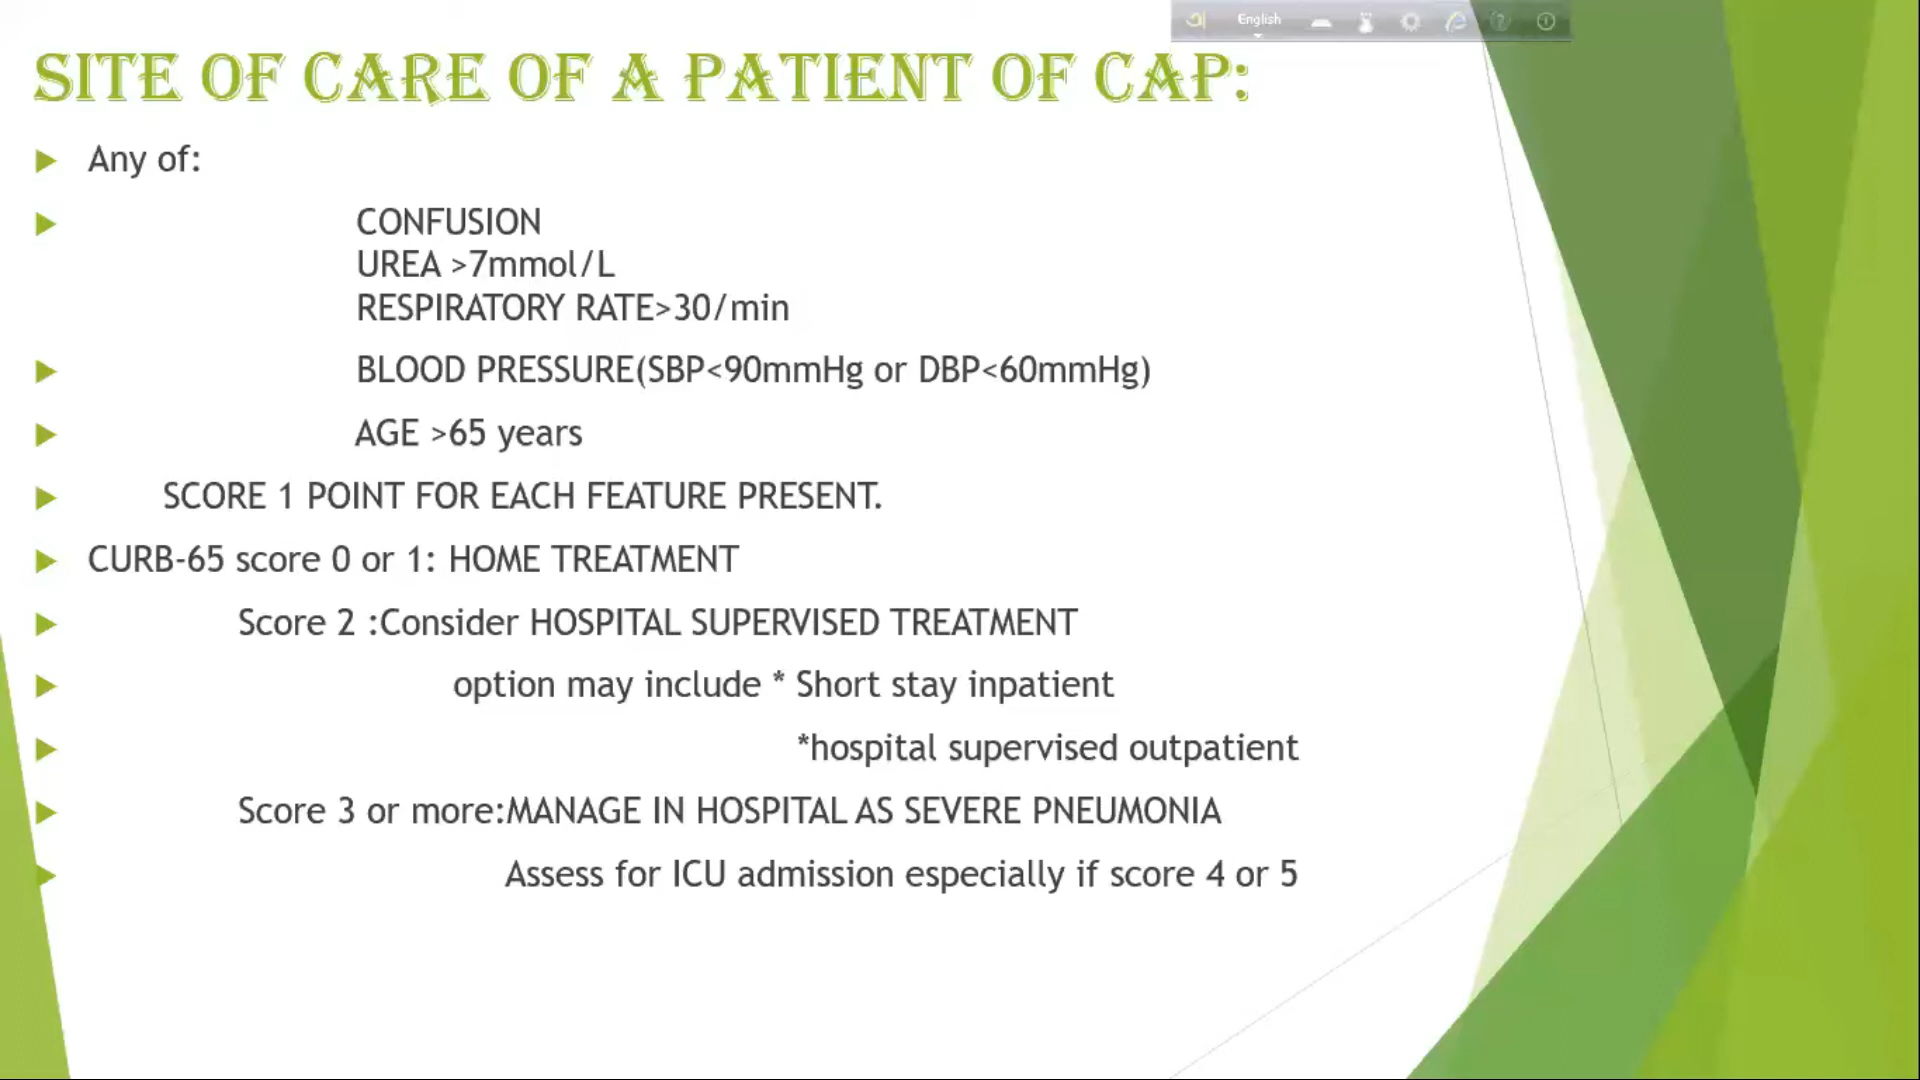 English
SITE OF CARE OF A PATIENT OF CAP:
Any of:
CONFUSION
UREA >7mmol/L
RESPIRATORY RATE>30/min
BLOOD PRESSURE(SBP<90mmHg or DBP<60mmHg)
AGE >65 years
SCORE 1 POINT FOR EACH FEATURE PRESENT.
CURB-65 score 0 or 1: HOME TREATMENT
Score 2 :Consider HOSPITAL SUPERVISED TREATMENT
option may include * Short stay inpatient
*hospital supervised outpatient
Score 3 or more:MANAGE IN HOSPITAL AS SEVERE PNEUMONIA
Assess for ICU admission especially if score 4 or 5